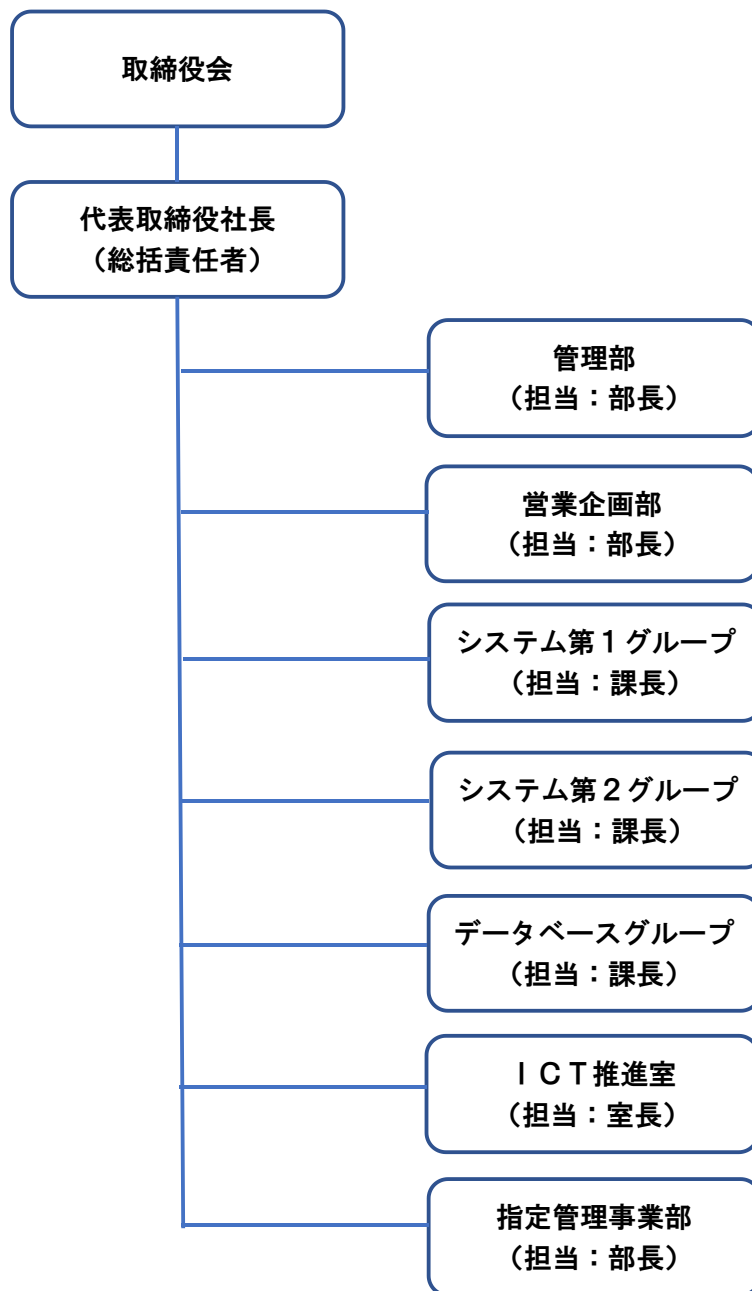 取締役会
代表取締役社長
（総括責任者）
管理部
（担当：部長）
営業企画部
（担当：部長）
システム第１グループ
（担当：課長）
システム第２グループ
（担当：課長）
データベースグループ
（担当：課長）
ＩＣＴ推進室
（担当：室長）
指定管理事業部
（担当：部長）